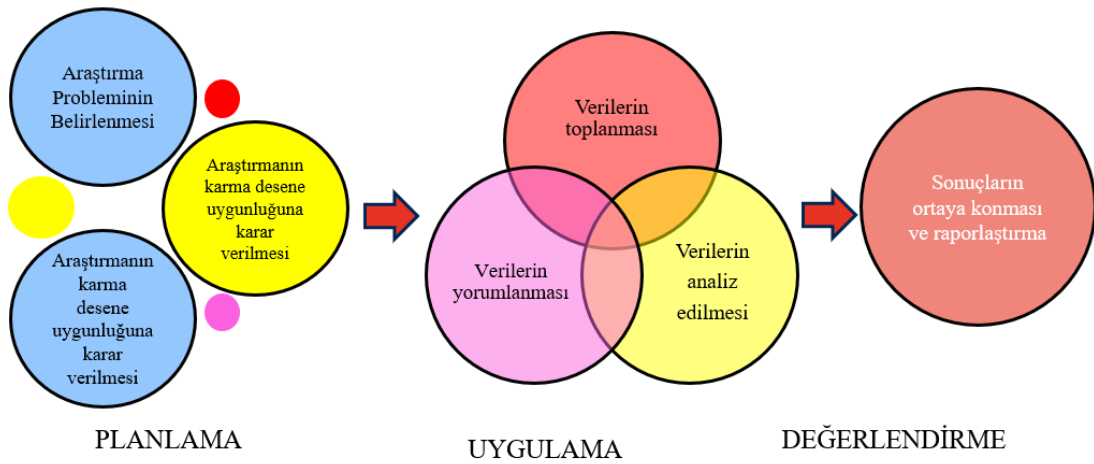 Araştırma
Probleminin
Belirlenmesi
Araştırmanın
karma desene
uygunluğuna
karar
verilmesi
Araştırmanın
karma
desene
uygunluğuna
karar
verilmesi
PLANLAMA
Verilerin
toplanması
Verilerin
yorumlanması
Verilerin
analiz
edilmesi
UYGULAMA
Sonuçların
ortaya konması
ve raporlaştırma
DEĞERLENDİRME